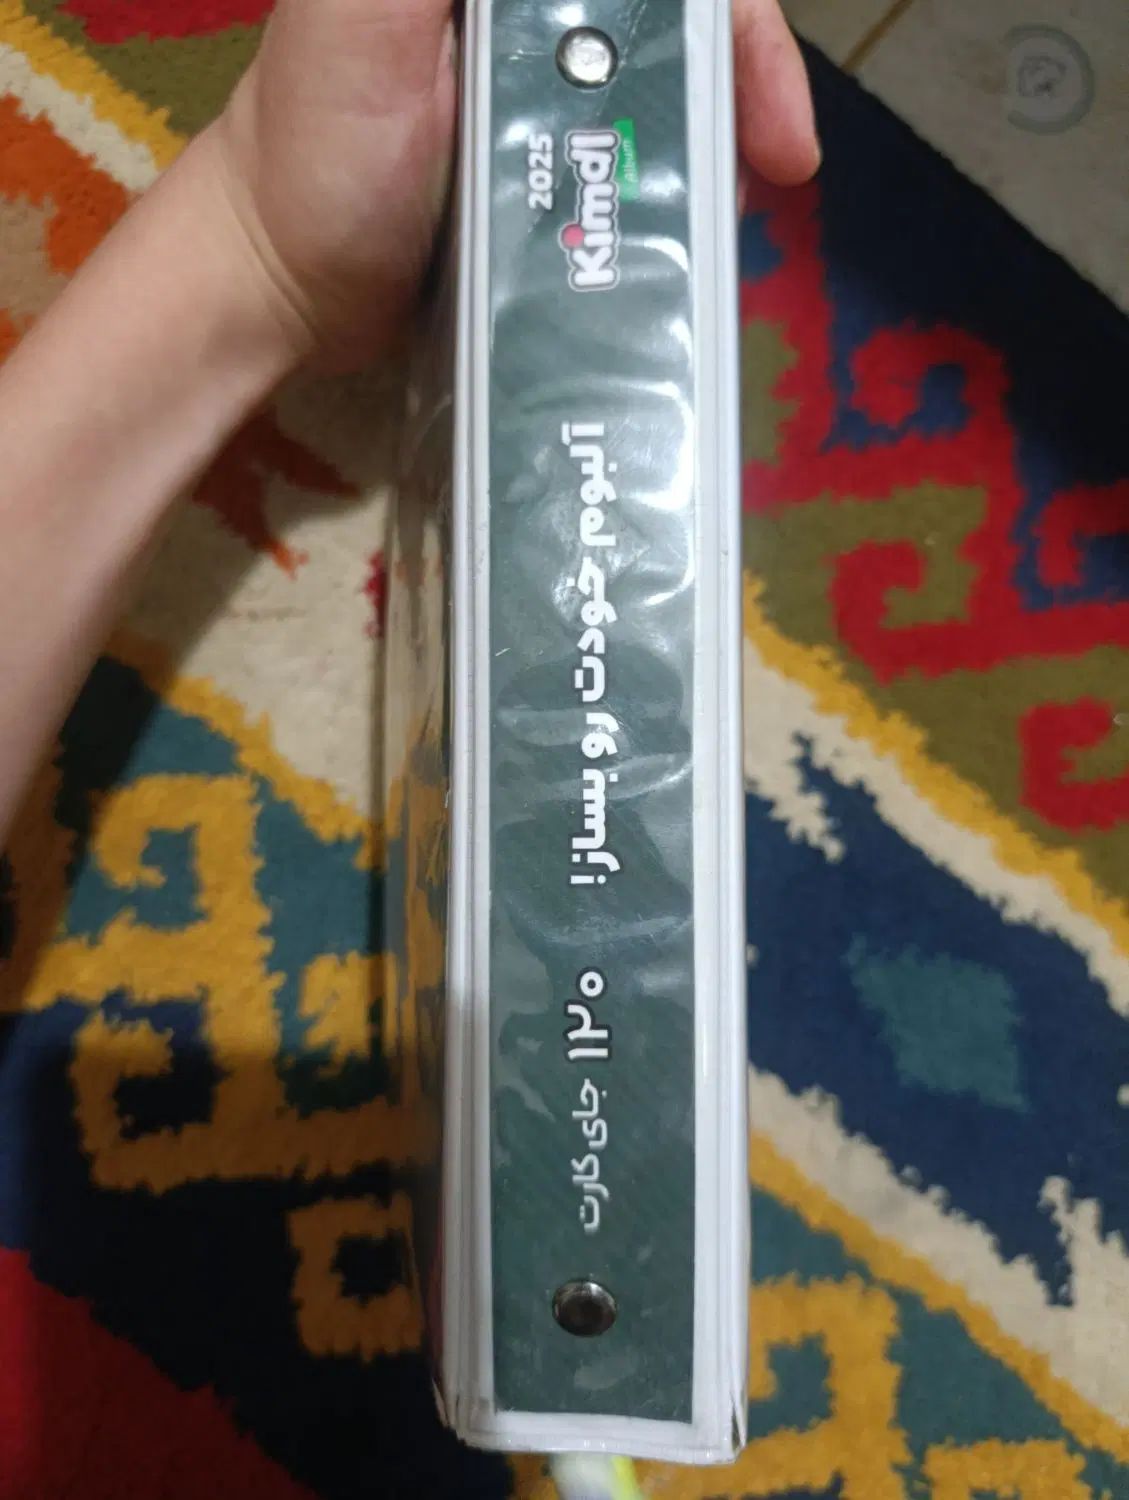 2025
Kimdi
Album
آلبوم خودت رو بساز!
۱۲۰ جای کارت